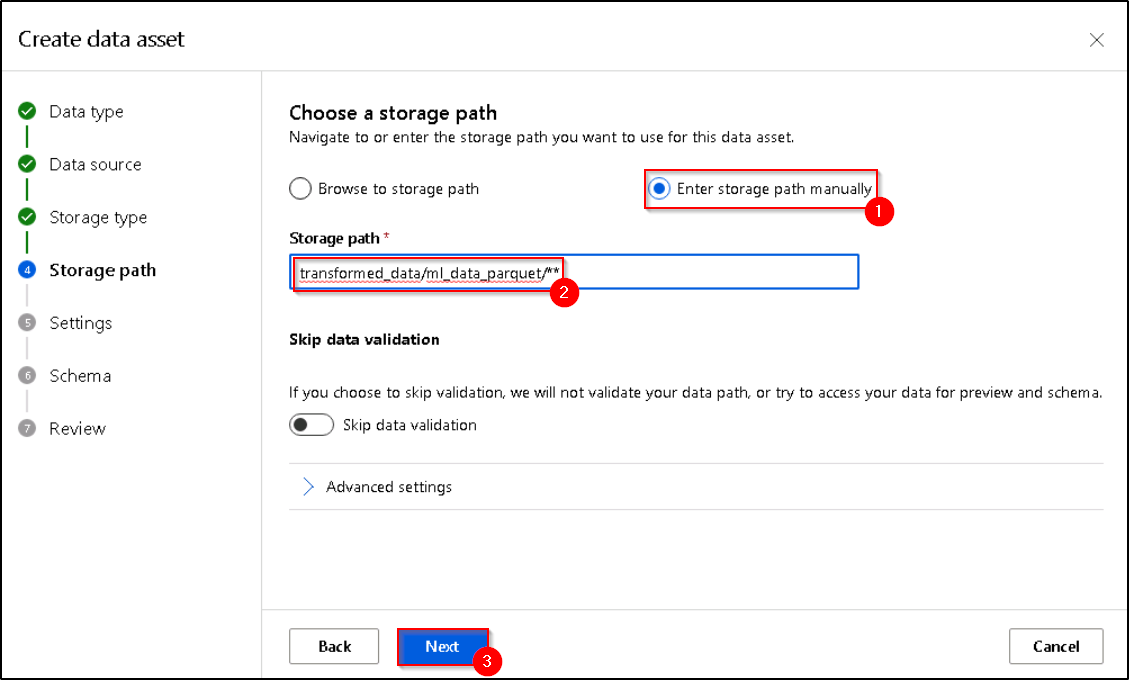 Create data asset
Data type
Data source
Storage type
4 Storage path
5 Settings
6 Schema
7 Review
Choose a storage path
Navigate to or enter the storage path you want to use for this data asset.
Browse to storage path
Enter storage path manually
1
Storage path *
transformed_data/ml_data_parquet/**
2
Skip data validation
If you choose to skip validation, we will not validate your data path, or try to access your data for preview and schema.
Skip data validation
Advanced settings
Back
Next
3
Cancel